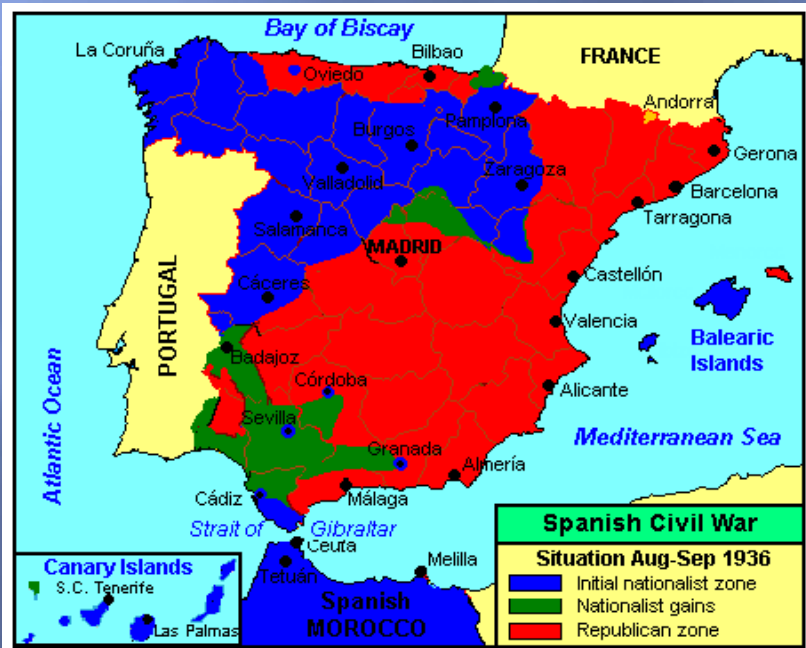 Bay of Biscay
La Coruña
Bilbao
FRANCE
Oviedo
Andorra
Pamplona
Burgos
Gerona
Zaragoza
Valladolid
Barcelona
Salamanca
Tarragona
MADRID
Castellón
Cáceres
PORTUGAL
Valencia
Balearic
Islands
Badajoz
Córdoba
Alicante
Atlantic Ocean
Sevilla
Mediterranean Sea
Granada
Almería
Cádiz
Málaga
Strait of Gibraltar
Ceuta
Tetuán
Melilla
Spanish
MOROCCO
Canary Islands
S.C. Tenerife
Las Palmas
Spanish Civil War
Situation Aug-Sep 1936
Initial nationalist zone
Nationalist gains
Republican zone